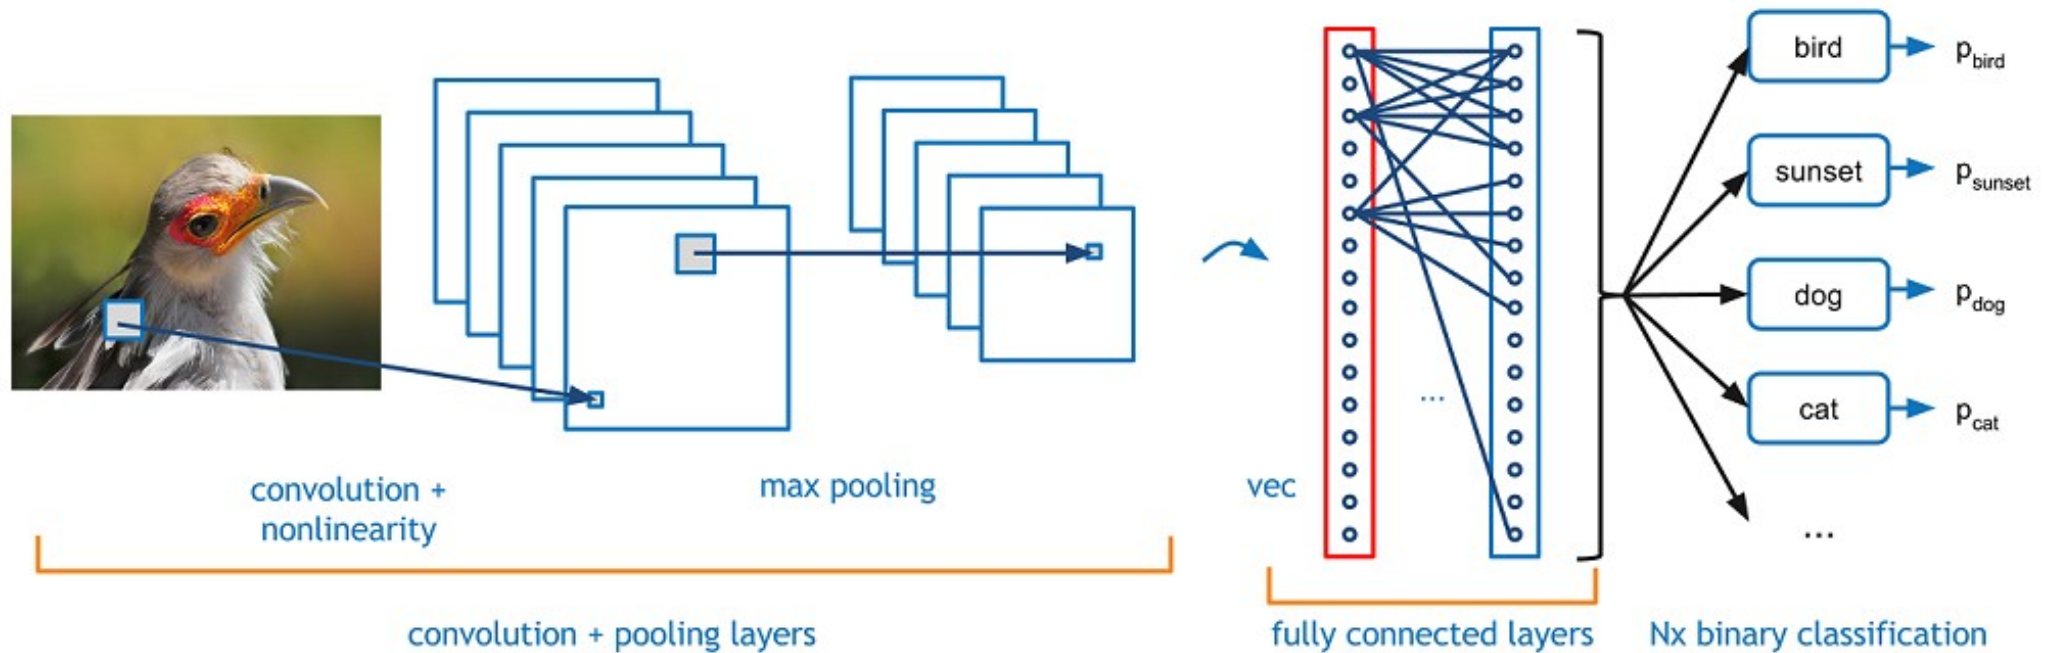 convolution +
nonlinearity
max pooling
vec
...
bird
p_bird
sunset
p_sunset
dog
p_dog
cat
p_cat
...
convolution + pooling layers
fully connected layers
Nx binary classification